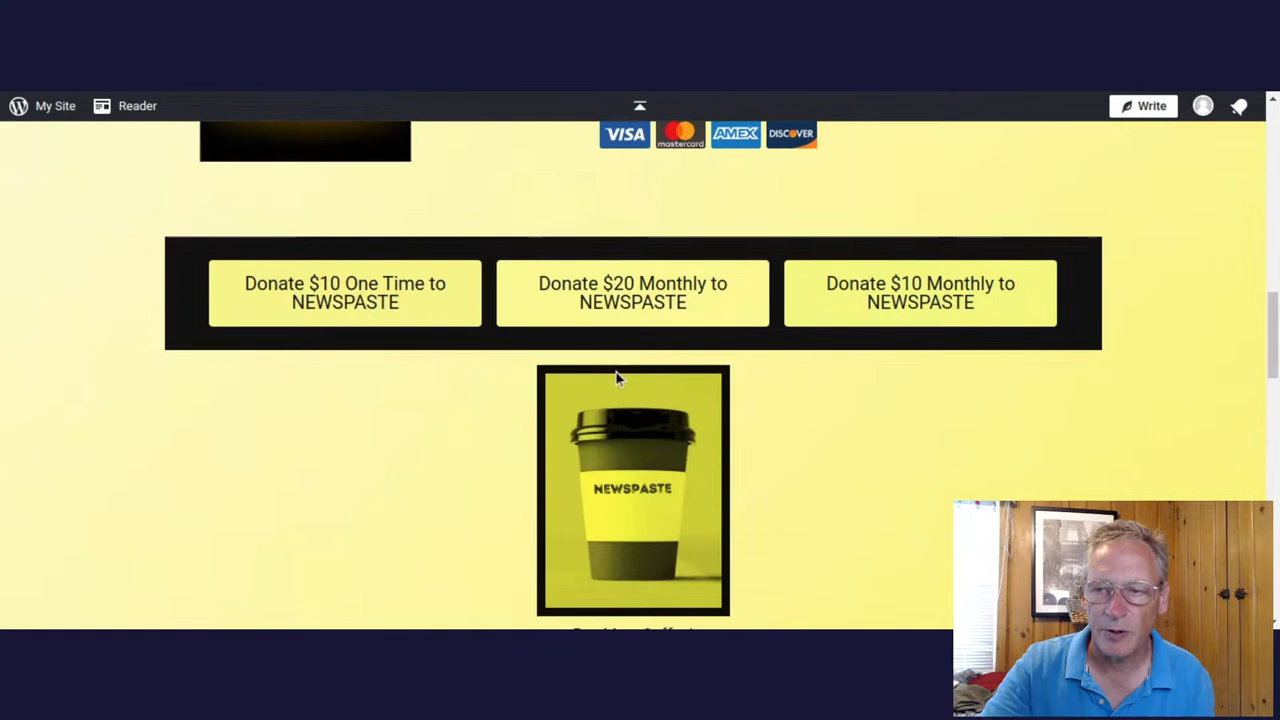 My Site
Reader
Write
VISA
mastercard
AMEX
DISCOVER
Donate $10 One Time to
NEWSPASTE
Donate $20 Monthly to
NEWSPASTE
Donate $10 Monthly to
NEWSPASTE
NEWSPASTE